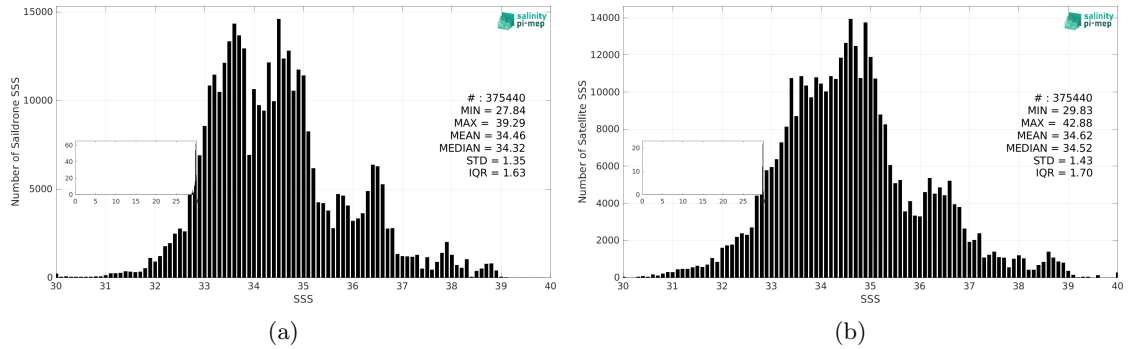 15000
10000
5000
0
Number of Saildrone SSS
salinity
pi-mep
# : 375440
MIN = 27.84
MAX = 39.29
MEAN = 34.46
MEDIAN = 34.32
STD = 1.35
IQR = 1.63
60
40
20
0
0 5 10 15 20 25
30 31 32 33 34 35 36 37 38 39 40
SSS
(a)
14000
12000
10000
8000
6000
4000
2000
0
Number of Satellite SSS
salinity
pi-mep
# : 375440
MIN = 29.83
MAX = 42.88
MEAN = 34.62
MEDIAN = 34.52
STD = 1.43
IQR = 1.70
20
10
0
0 5 10 15 20 25
30 31 32 33 34 35 36 37 38 39 40
SSS
(b)